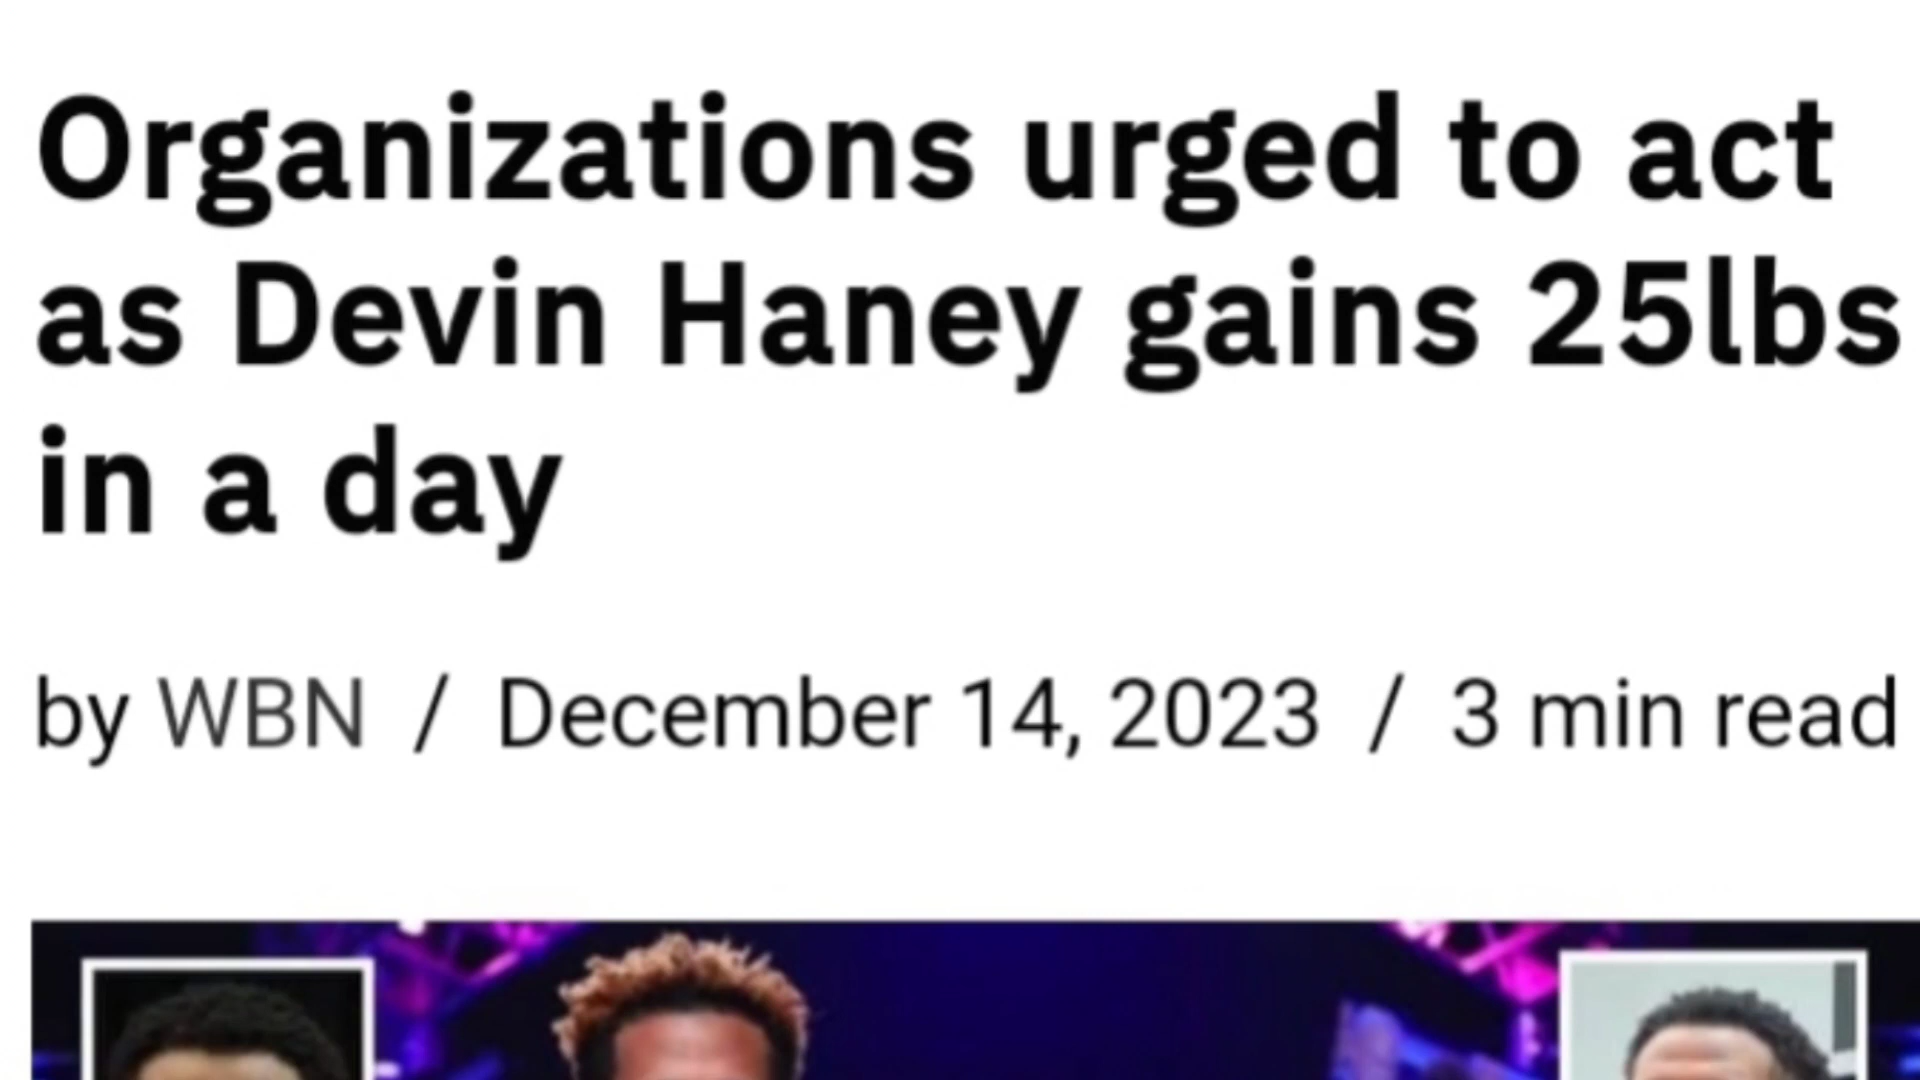 Organizations urged to act
as Devin Haney gains 25lbs
in a day
by WBN / December 14, 2023 / 3 min read